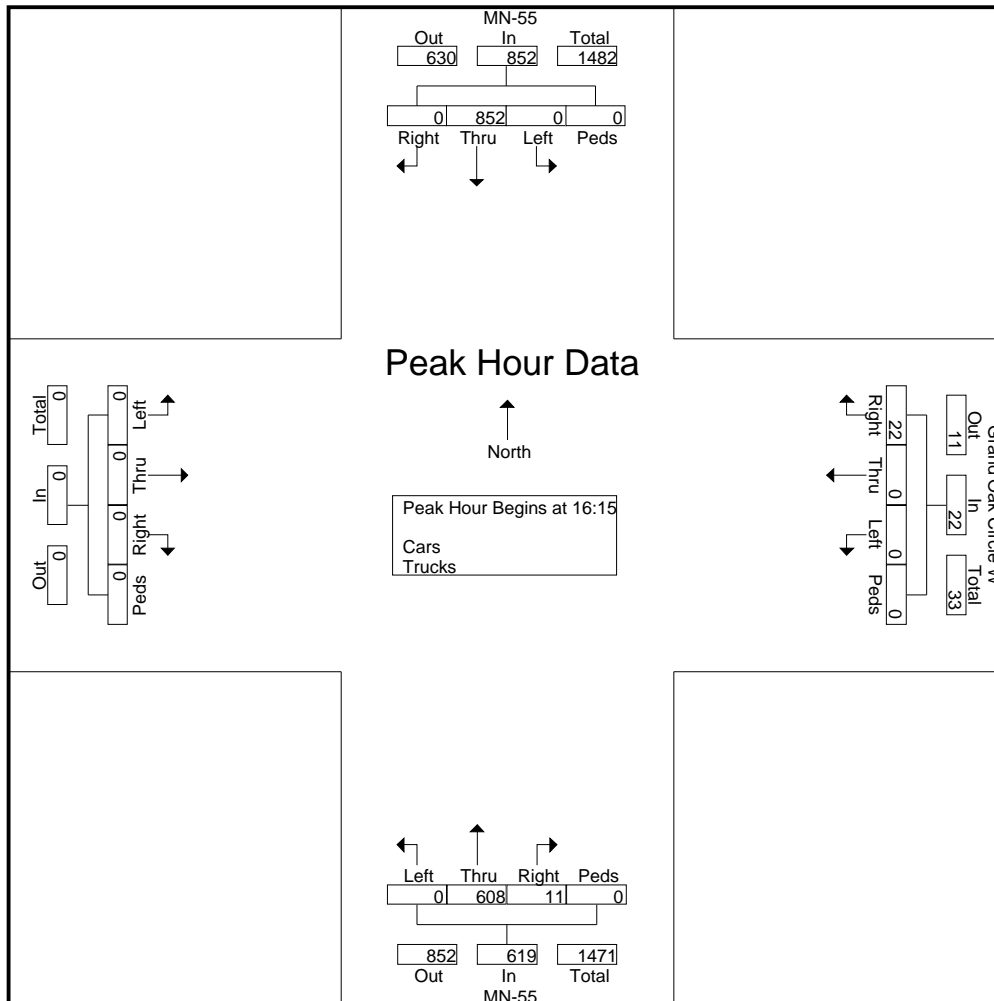 MN-55
Out In Total
630 852 1482
0 852 0 0
Right Thru Left Peds
Peak Hour Data
North
Peak Hour Begins at 16:15
Cars
Trucks
Total In Out
0 0 0
0 0 0 0
Left Thru Right Peds
Right Thru Left Peds
22 0 0 0
Out In Total
11 22 33
Grand Oak Circle W
Left Thru Right Peds
0 608 11 0
852 619 1471
Out In Total
MN-55